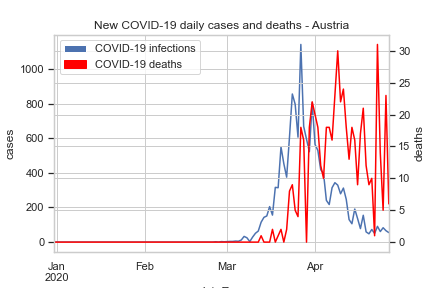 New COVID-19 daily cases and deaths - Austria
COVID-19 infections
COVID-19 deaths
cases
1000
800
600
400
200
0
deaths
30
25
20
15
10
5
0
Jan
2020
Feb
Mar
Apr